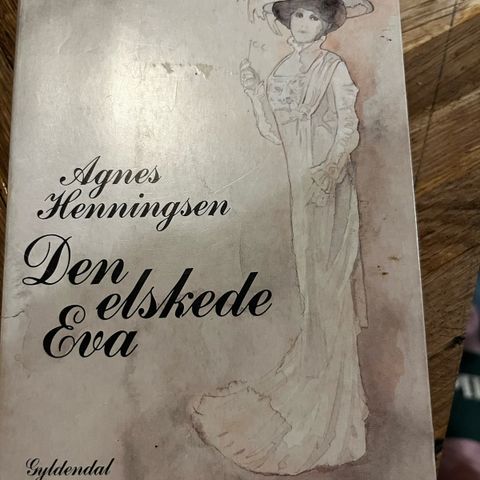 Agnes
Henningsen
Den
elskede
Eva
Gyldendal